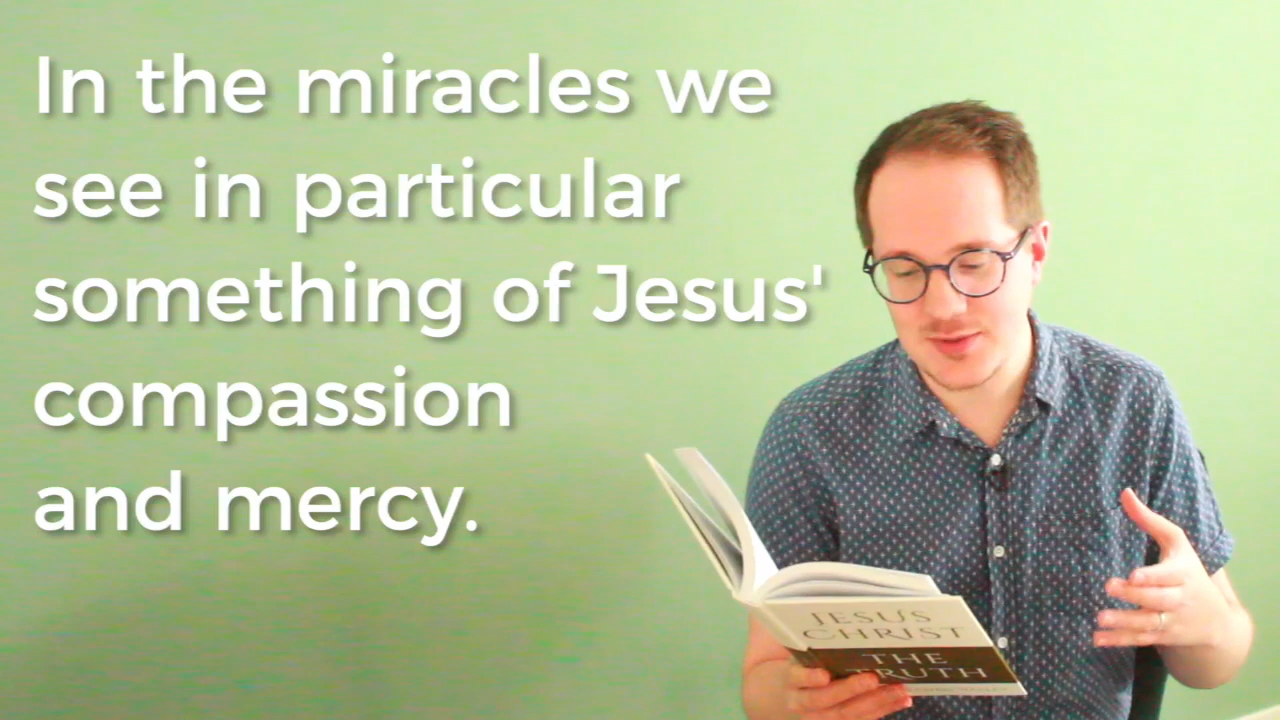 In the miracles we
see in particular
something of Jesus'
compassion
and mercy.
JESUS
CHRIST
THE
TRUTH